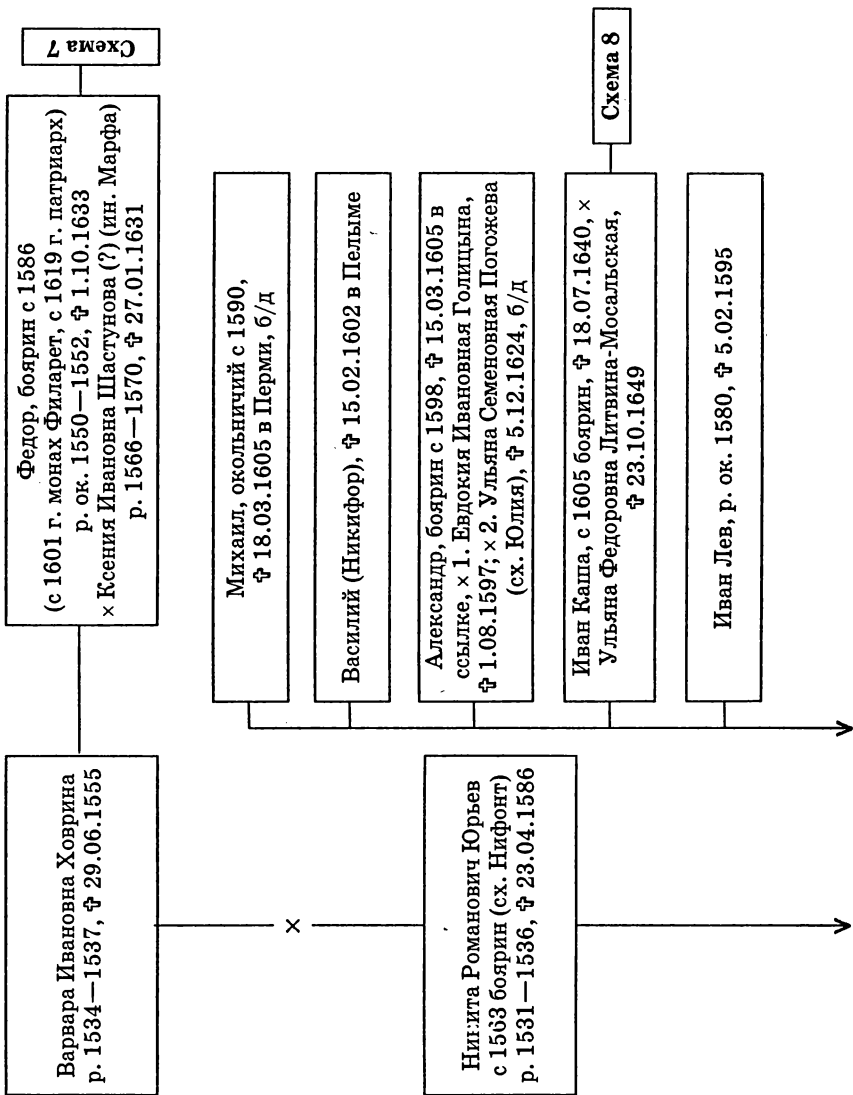 Варвара Ивановна Ховрина
р. 1534—1537, ✞ 29.06.1555
×
Никита Романович Юрьев
с 1563 боярин (сх. Нифонт)
р. 1531—1536, ✞ 23.04.1586
Федор, боярин с 1586
(с 1601 г. монах Филарет, с 1619 г. патриарх)
р. ок. 1550—1552, ✞ 1.10.1633
× Ксения Ивановна Шастунова (?) (ин. Марфа)
р. 1566—1570, ✞ 27.01.1631
Схема 7
Михаил, окольничий с 1590,
✞ 18.03.1605 в Перми, б/д
Василий (Никифор), ✞ 15.02.1602 в Пелыме
Александр, боярин с 1598, ✞ 15.03.1605 в
ссылке, × 1. Евдокия Ивановная Голицына,
✞ 1.08.1597; × 2. Ульяна Семеновная Погожева
(сх. Юлия), ✞ 5.12.1624, б/д
Иван Каша, с 1605 боярин, ✞ 18.07.1640, ×
Ульяна Федоровна Литвина-Мосальская,
✞ 23.10.1649
Схема 8
Иван Лев, р. ок. 1580, ✞ 5.02.1595